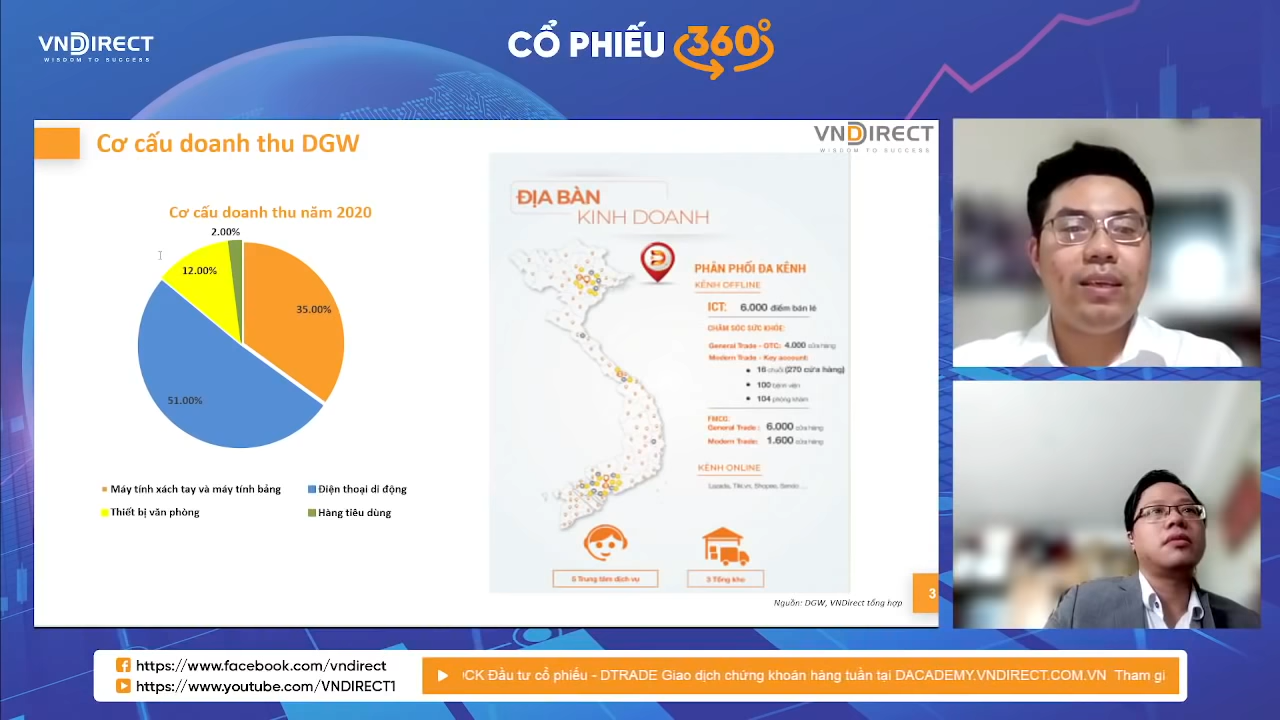 VNDIRECT
WISDOM TO SUCCESS
CỔ PHIẾU 360°
Cơ cấu doanh thu DGW
VNDIRECT
WISDOM TO SUCCESS
Cơ cấu doanh thu năm 2020
2.00%
12.00%
35.00%
51.00%
Máy tính xách tay và máy tính bảng
Điện thoại di động
Thiết bị văn phòng
Hàng tiêu dùng
ĐỊA BÀN
KINH DOANH
PHÂN PHỐI ĐA KÊNH
KÊNH OFFLINE
ICT: 6.000 điểm bán lẻ
CHĂM SÓC SỨC KHỎE:
General Trade - OTC: 4.000 cửa hàng
Modern Trade - Key account:
16 chuỗi (270 cửa hàng)
100 bệnh viện
104 phòng khám
FMCG:
General Trade : 6.000 cửa hàng
Modern Trade: 1.600 cửa hàng
KÊNH ONLINE
Lazada, Tiki.vn, Shopee, Sendo ...
5 Trung tâm dịch vụ
3 Tổng kho
Nguồn: DGW, VNDirect tổng hợp
3
https://www.facebook.com/vndirect
https://www.youtube.com/VNDIRECT1
OCK Đầu tư cổ phiếu - DTRADE Giao dịch chứng khoán hàng tuần tại DACADEMY.VNDIRECT.COM.VN Tham gi